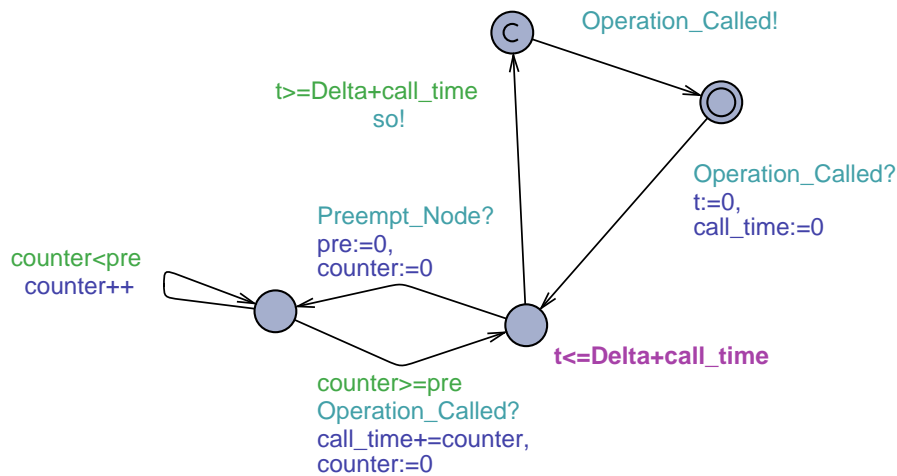 Operation_Called!
C
t>=Delta+call_time
so!
Operation_Called?
t:=0,
call_time:=0
Preempt_Node?
pre:=0,
counter:=0
counter<pre
counter++
t<=Delta+call_time
counter>=pre
Operation_Called?
call_time+=counter,
counter:=0